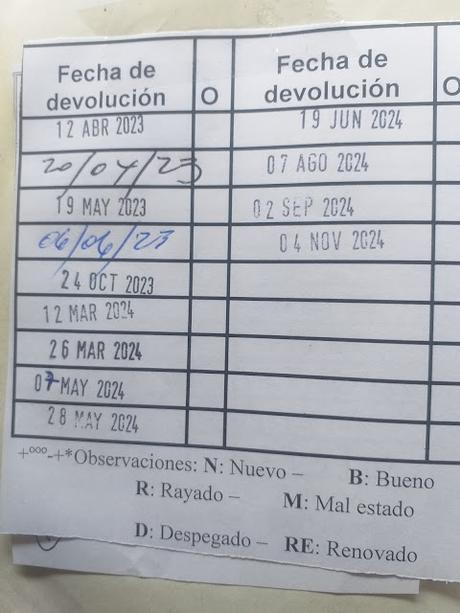 Fecha de devolución O
12 ABR 2023
20/04/23
19 MAY 2023
06/06/23
24 OCT 2023
12 MAR 2024
26 MAR 2024
07 MAY 2024
28 MAY 2024
Fecha de devolución O
19 JUN 2024
07 AGO 2024
02 SEP 2024
04 NOV 2024
+ººº-+*Observaciones: N: Nuevo – B: Bueno
R: Rayado – M: Mal estado
D: Despegado – RE: Renovado